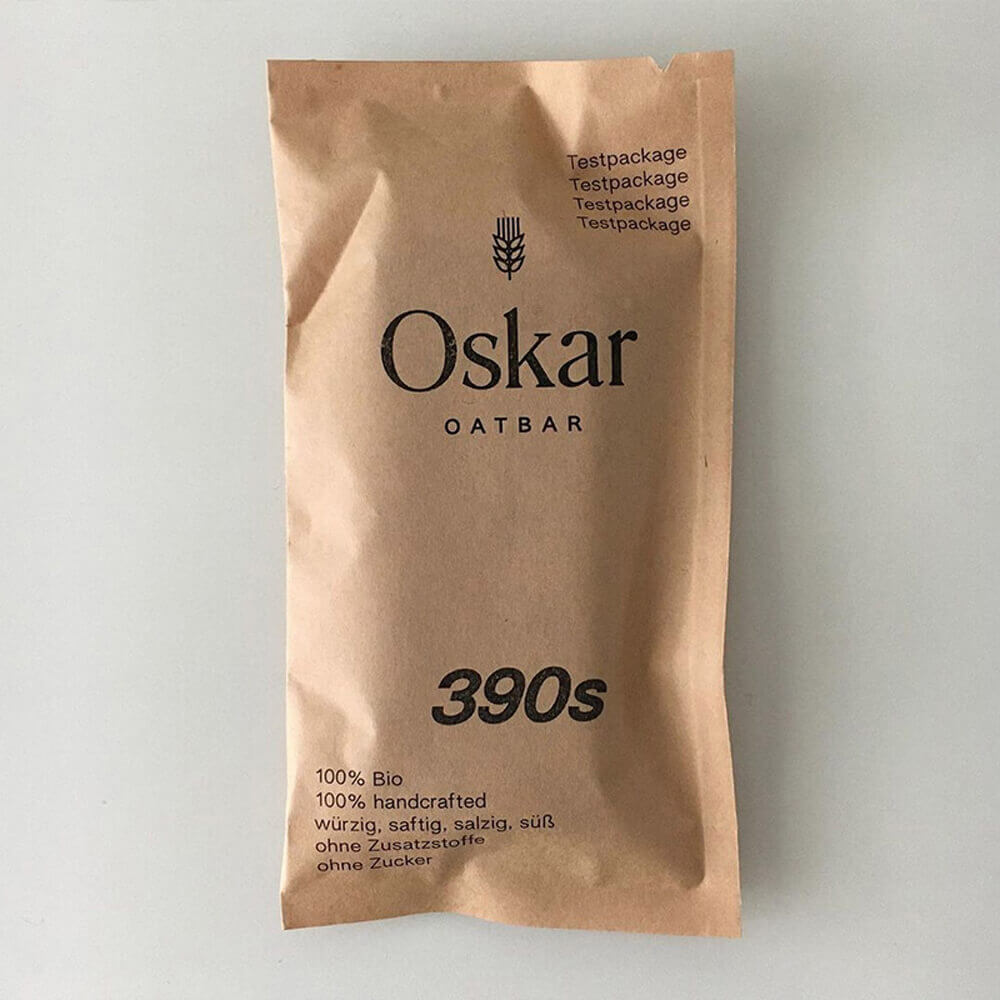 Testpackage
Testpackage
Testpackage
Testpackage
Oskar
OATBAR
390s
100% Bio
100% handcrafted
würzig, saftig, salzig, süß
ohne Zusatzstoffe
ohne Zucker